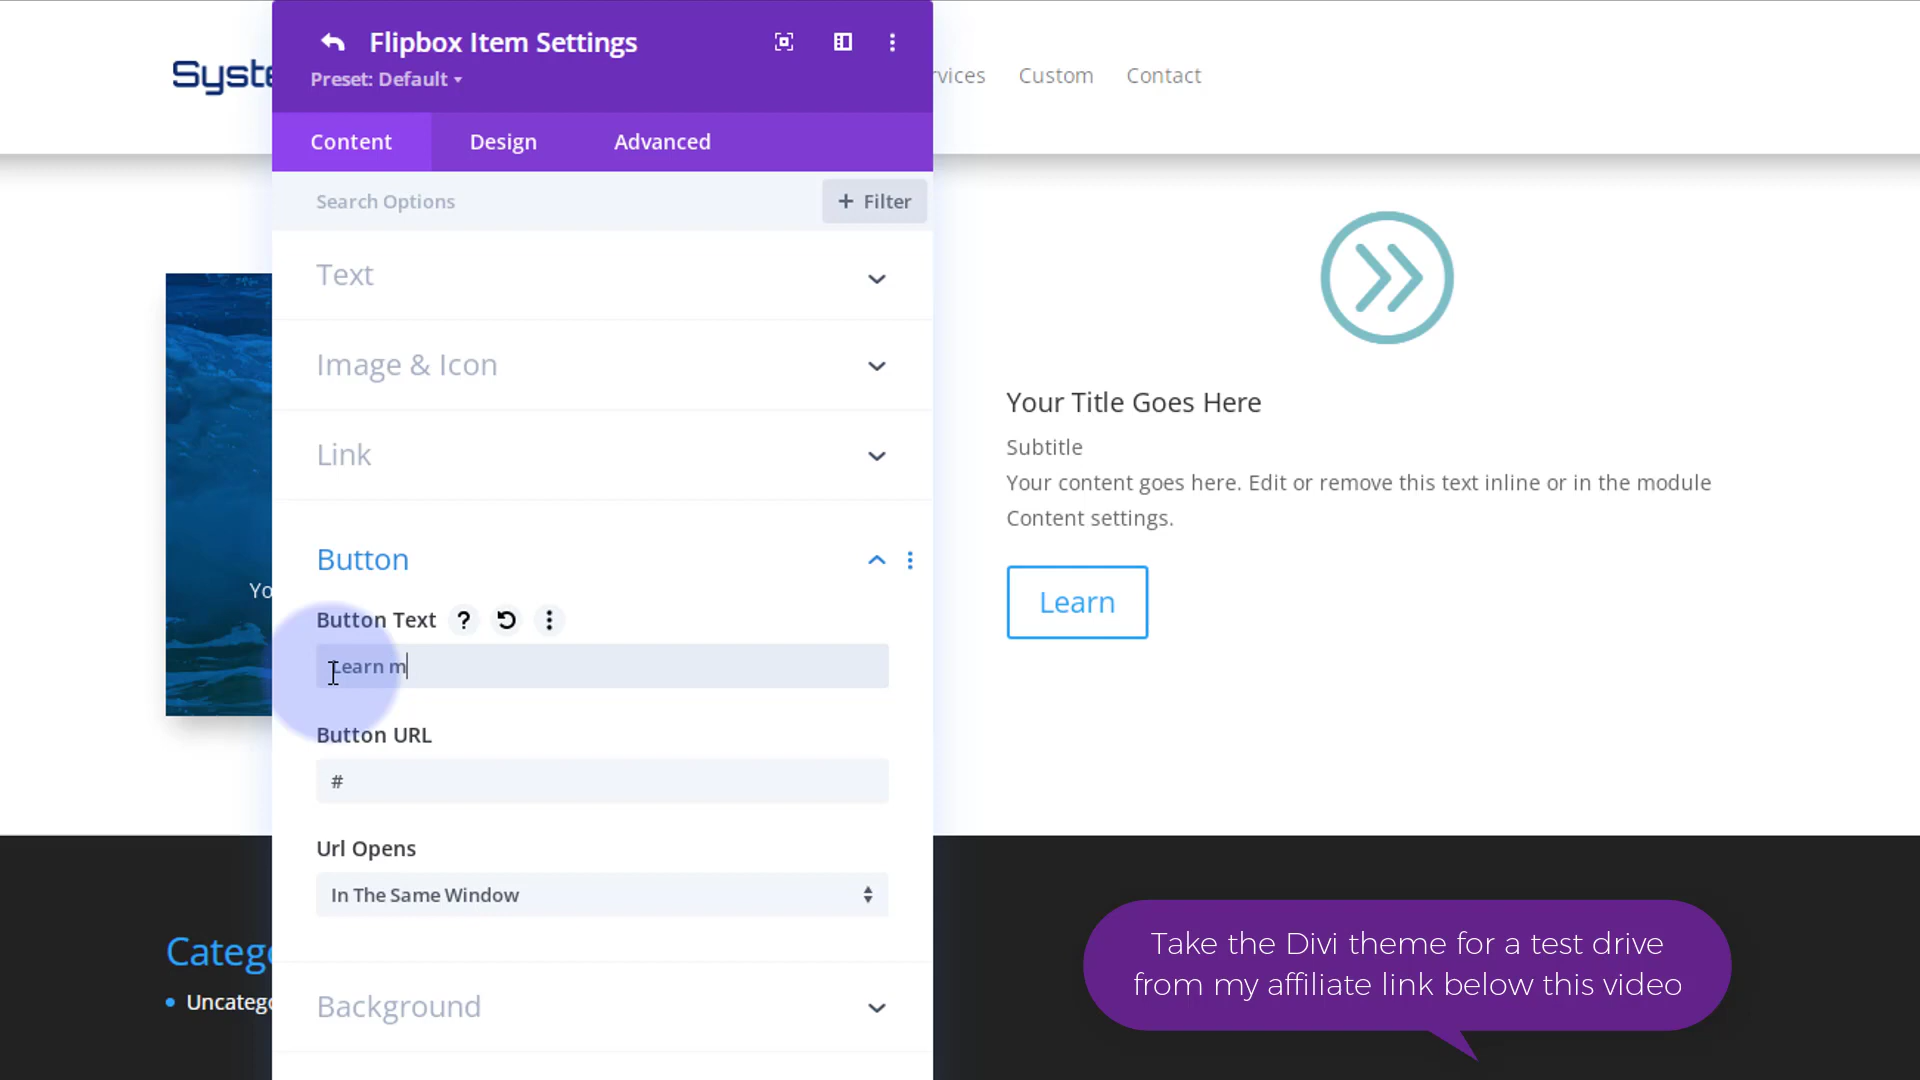 Flipbox Item Settings
Preset: Default
Syste
rvices Custom Contact
Content Design Advanced
Search Options
+ Filter
Text
Image & Icon
Link
Button
Button Text ?
Learn m
Button URL
#
Url Opens
In The Same Window
Background
Yo
Your Title Goes Here
Subtitle
Your content goes here. Edit or remove this text inline or in the module
Content settings.
Learn
Catego
Uncatego
Take the Divi theme for a test drive
from my affiliate link below this video